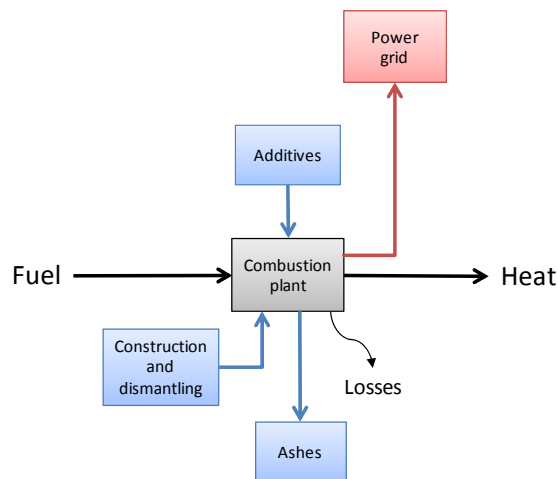 Power
grid
Additives
Fuel
Combustion
plant
Heat
Construction
and
dismantling
Losses
Ashes